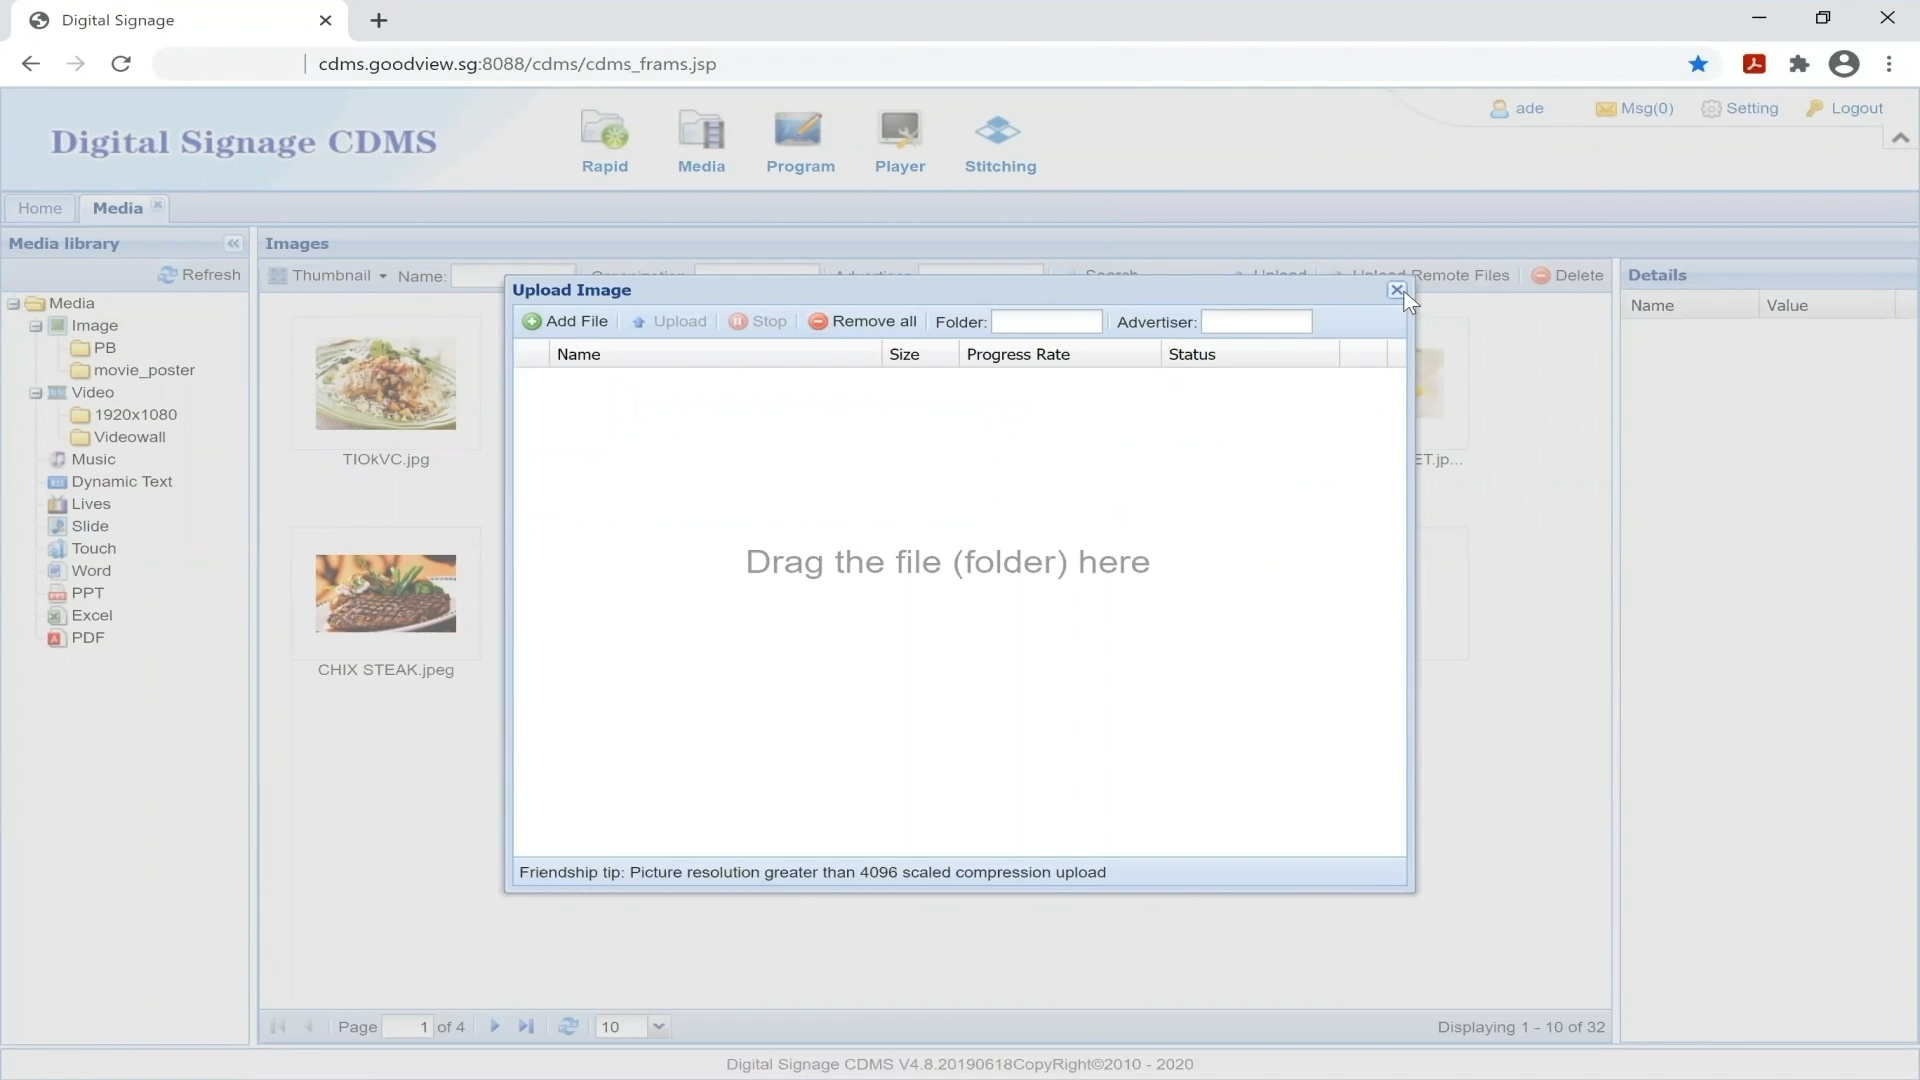 Digital Signage
cdms.goodview.sg:8088/cdms/cdms_frams.jsp
ade
Msg(0)
Setting
Logout
Digital Signage CDMS
Rapid
Media
Program
Player
Stitching
Home
Media
Media library
Images
Refresh
Thumbnail
Name:
Search
Upload
Upload Remote Files
Delete
Details
Name
Value
Media
Image
PB
movie_poster
Video
1920x1080
Videowall
Music
Dynamic Text
Lives
Slide
Touch
Word
PPT
Excel
PDF
TIOkVC.jpg
CHIX STEAK.jpeg
ET.jp...
Upload Image
Add File
Upload
Stop
Remove all
Folder:
Advertiser:
Name
Size
Progress Rate
Status
Drag the file (folder) here
Friendship tip: Picture resolution greater than 4096 scaled compression upload
Page 1 of 4
10
Displaying 1 - 10 of 32
Digital Signage CDMS V4.8.20190618CopyRight©2010 - 2020